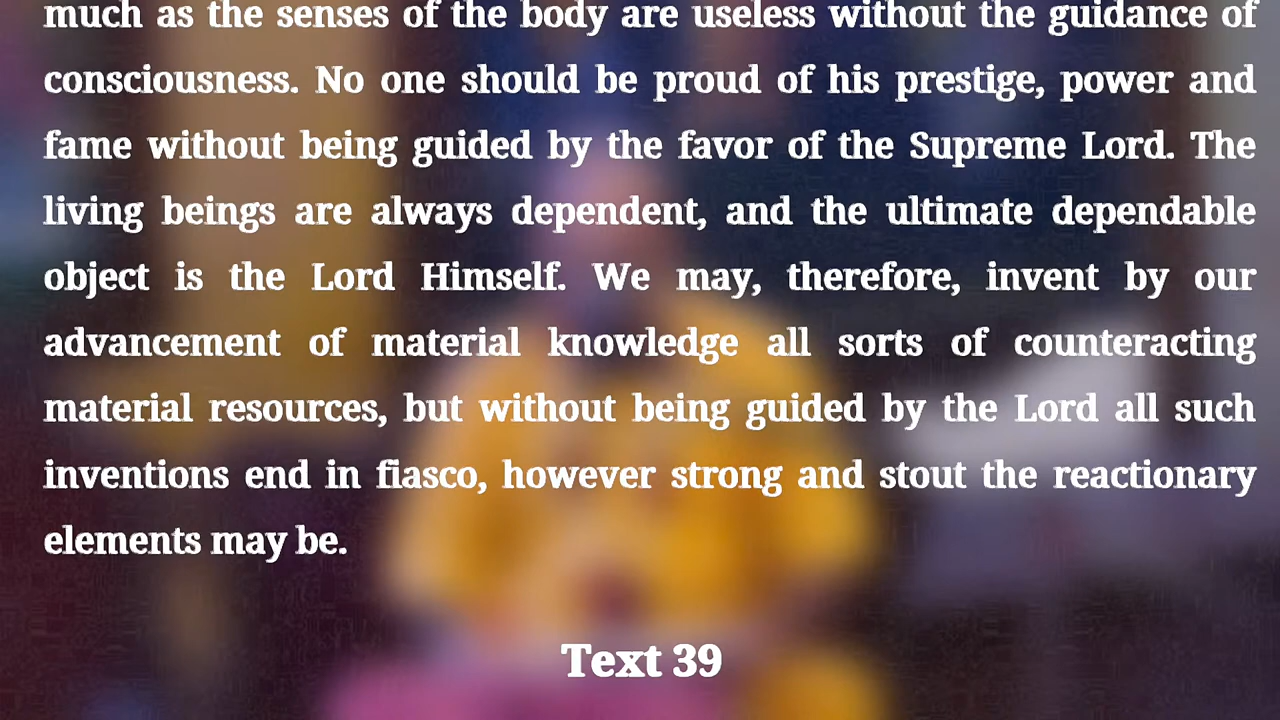 much as the senses of the body are useless without the guidance of
consciousness. No one should be proud of his prestige, power and
fame without being guided by the favor of the Supreme Lord. The
living beings are always dependent, and the ultimate dependable
object is the Lord Himself. We may, therefore, invent by our
advancement of material knowledge all sorts of counteracting
material resources, but without being guided by the Lord all such
inventions end in fiasco, however strong and stout the reactionary
elements may be.
Text 39